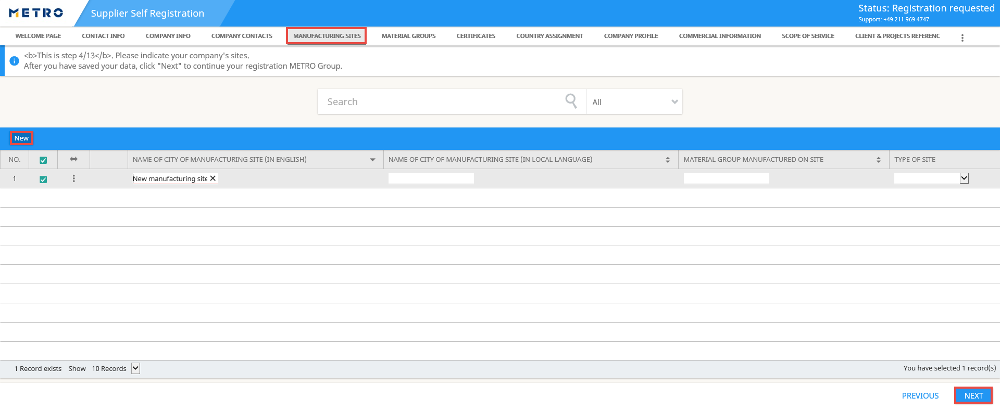 METRO
Supplier Self Registration
Status: Registration requested
Support: +49 211 969 4747
WELCOME PAGE CONTACT INFO COMPANY INFO COMPANY CONTACTS MANUFACTURING SITES MATERIAL GROUPS CERTIFICATES COUNTRY ASSIGNMENT COMPANY PROFILE COMMERCIAL INFORMATION SCOPE OF SERVICE CLIENT & PROJECTS REFERENC
<b>This is step 4/13</b>. Please indicate your company's sites.
After you have saved your data, click "Next" to continue your registration METRO Group.
Search All
New
NO. NAME OF CITY OF MANUFACTURING SITE (IN ENGLISH) NAME OF CITY OF MANUFACTURING SITE (IN LOCAL LANGUAGE) MATERIAL GROUP MANUFACTURED ON SITE TYPE OF SITE
1 New manufacturing site
1 Record exists Show 10 Records You have selected 1 record(s)
PREVIOUS NEXT